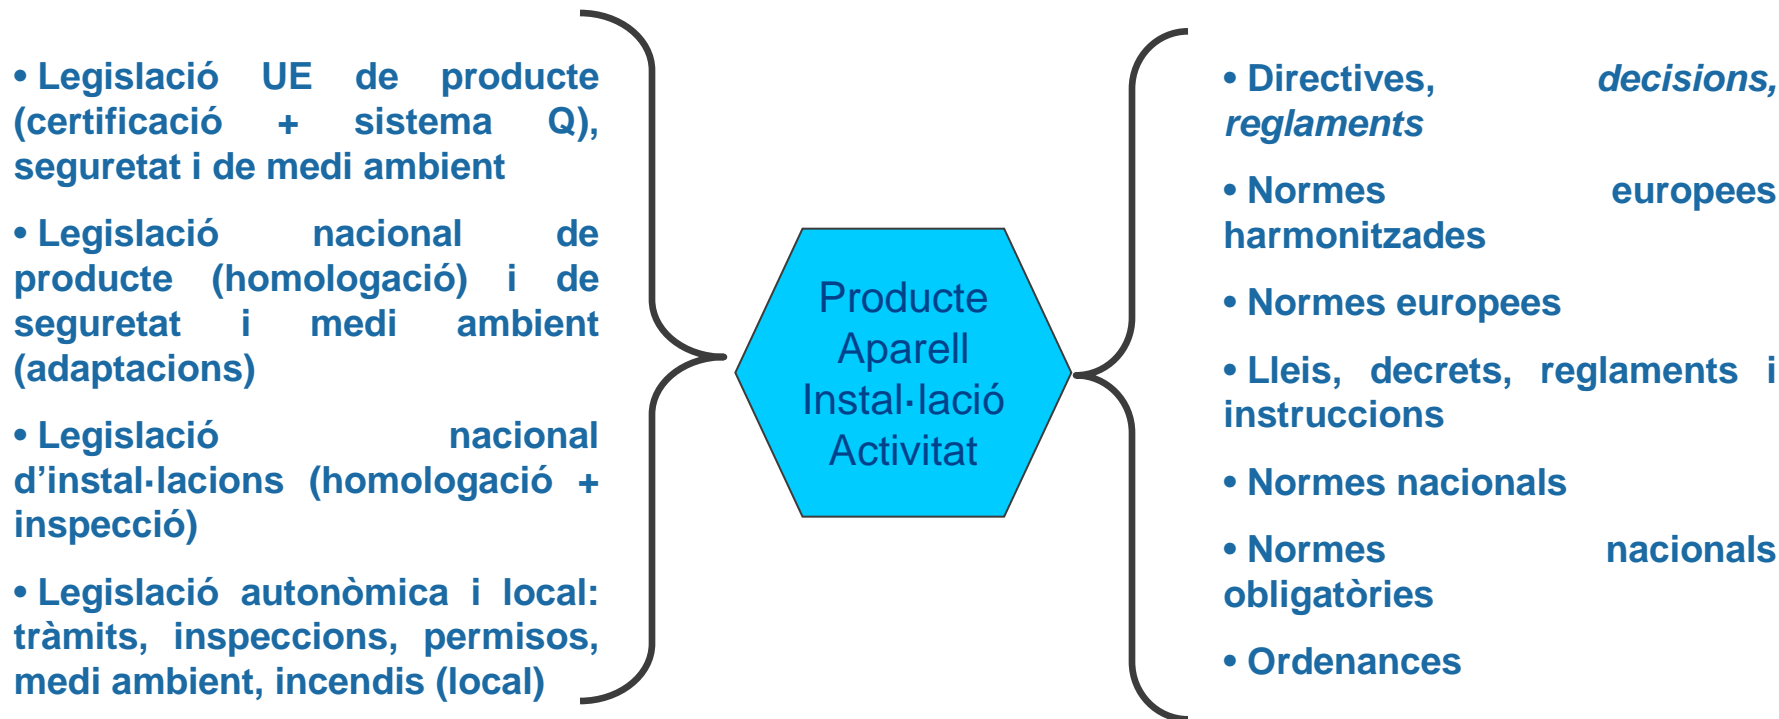 • Legislació UE de producte
(certificació + sistema Q),
seguretat i de medi ambient
• Legislació nacional de
producte (homologació) i de
seguretat i medi ambient
(adaptacions)
• Legislació nacional
d’instal·lacions (homologació +
inspecció)
• Legislació autonòmica i local:
tràmits, inspeccions, permisos,
medi ambient, incendis (local)
Producte
Aparell
Instal·lació
Activitat
• Directives, decisions,
reglaments
• Normes europees
harmonitzades
• Normes europees
• Lleis, decrets, reglaments i
instruccions
• Normes nacionals
• Normes nacionals
obligatòries
• Ordenances